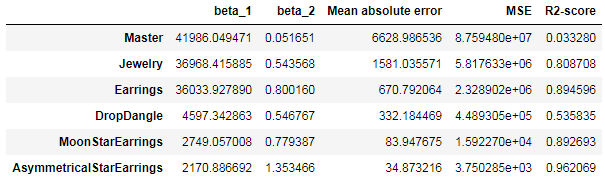 beta_1 beta_2 Mean absolute error MSE R2-score
Master 41986.049471 0.051651 6628.986536 8.759480e+07 0.033280
Jewelry 36968.415885 0.543568 1581.035571 5.817633e+06 0.808708
Earrings 36033.927890 0.800160 670.792064 2.328902e+06 0.894596
DropDangle 4597.342863 0.546767 332.184469 4.489305e+05 0.535835
MoonStarEarrings 2749.057008 0.779387 83.947675 1.592270e+04 0.892693
AsymmetricalStarEarrings 2170.886692 1.353466 34.873216 3.750285e+03 0.962069